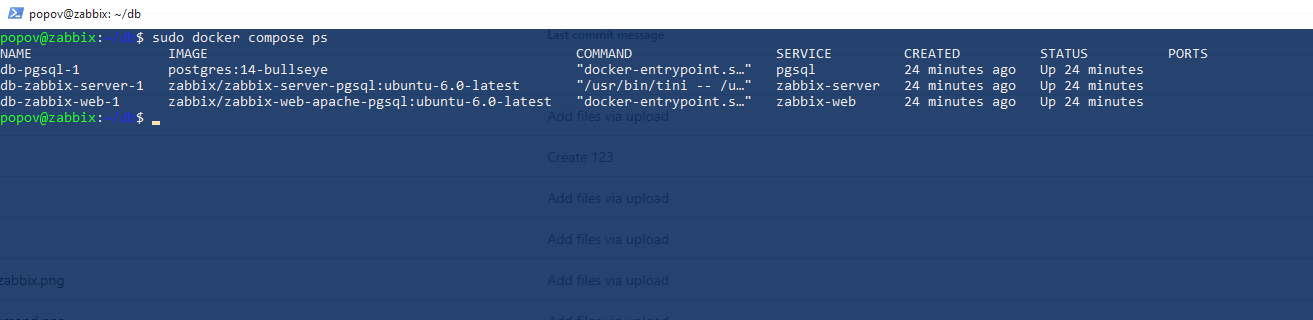 popov@zabbix: ~/db
popov@zabbix:~/db$ sudo docker compose ps
Last commit message
NAME IMAGE COMMAND SERVICE CREATED STATUS PORTS
db-pgsql-1 postgres:14-bullseye "docker-entrypoint.s…" pgsql 24 minutes ago Up 24 minutes
db-zabbix-server-1 zabbix/zabbix-server-pgsql:ubuntu-6.0-latest "/usr/bin/tini -- /u…" zabbix-server 24 minutes ago Up 24 minutes
db-zabbix-web-1 zabbix/zabbix-web-apache-pgsql:ubuntu-6.0-latest "docker-entrypoint.s…" zabbix-web 24 minutes ago Up 24 minutes
popov@zabbix:~/db$
Add files via upload
Create 123
Add files via upload
Add files via upload
zabbix.png Add files via upload
Add files via upload